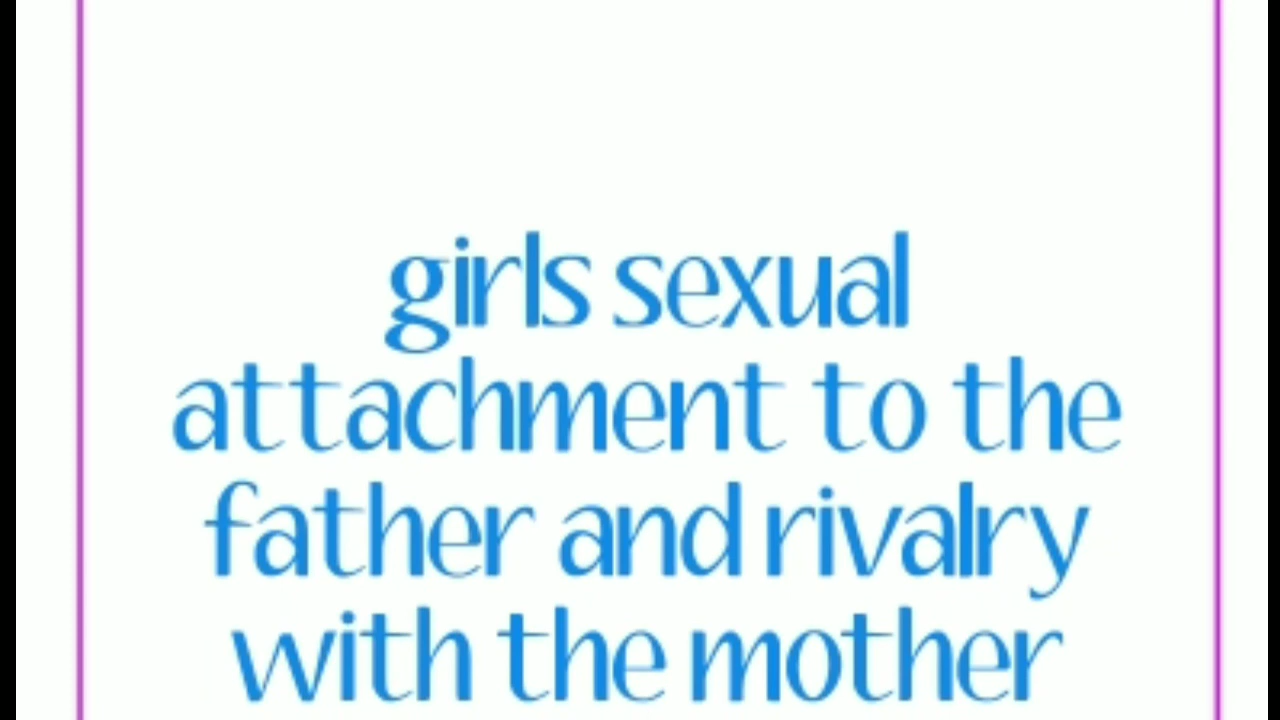 girls sexual
attachment to the
father and rivalry
with the mother